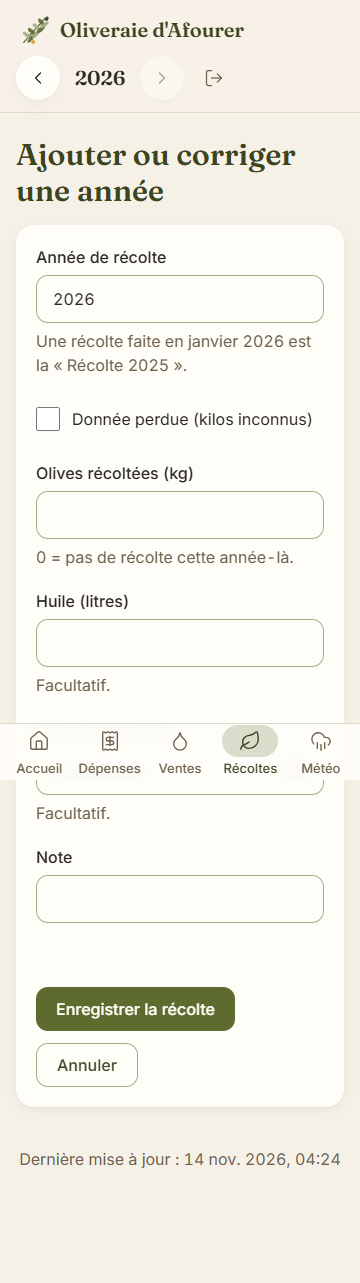 Oliveraie d'Afourer
2026
Ajouter ou corriger
une année
Année de récolte
2026
Une récolte faite en janvier 2026 est
la « Récolte 2025 ».
Donnée perdue (kilos inconnus)
Olives récoltées (kg)
0 = pas de récolte cette année-là.
Huile (litres)
Facultatif.
Accueil Dépenses Ventes Récoltes Météo
Facultatif.
Note
Enregistrer la récolte
Annuler
Dernière mise à jour : 14 nov. 2026, 04:24